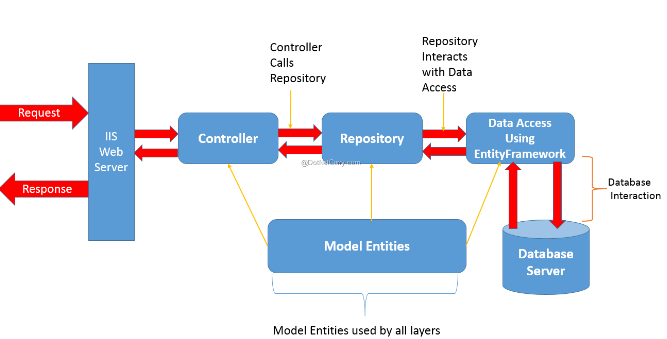 Controller
Calls
Repository
Repository
Interacts
with Data
Access
Request
Response
IIS
Web
Server
Controller
Repository
Data Access
Using
EntityFramework
Database
Interaction
Model Entities
Database
Server
Model Entities used by all layers